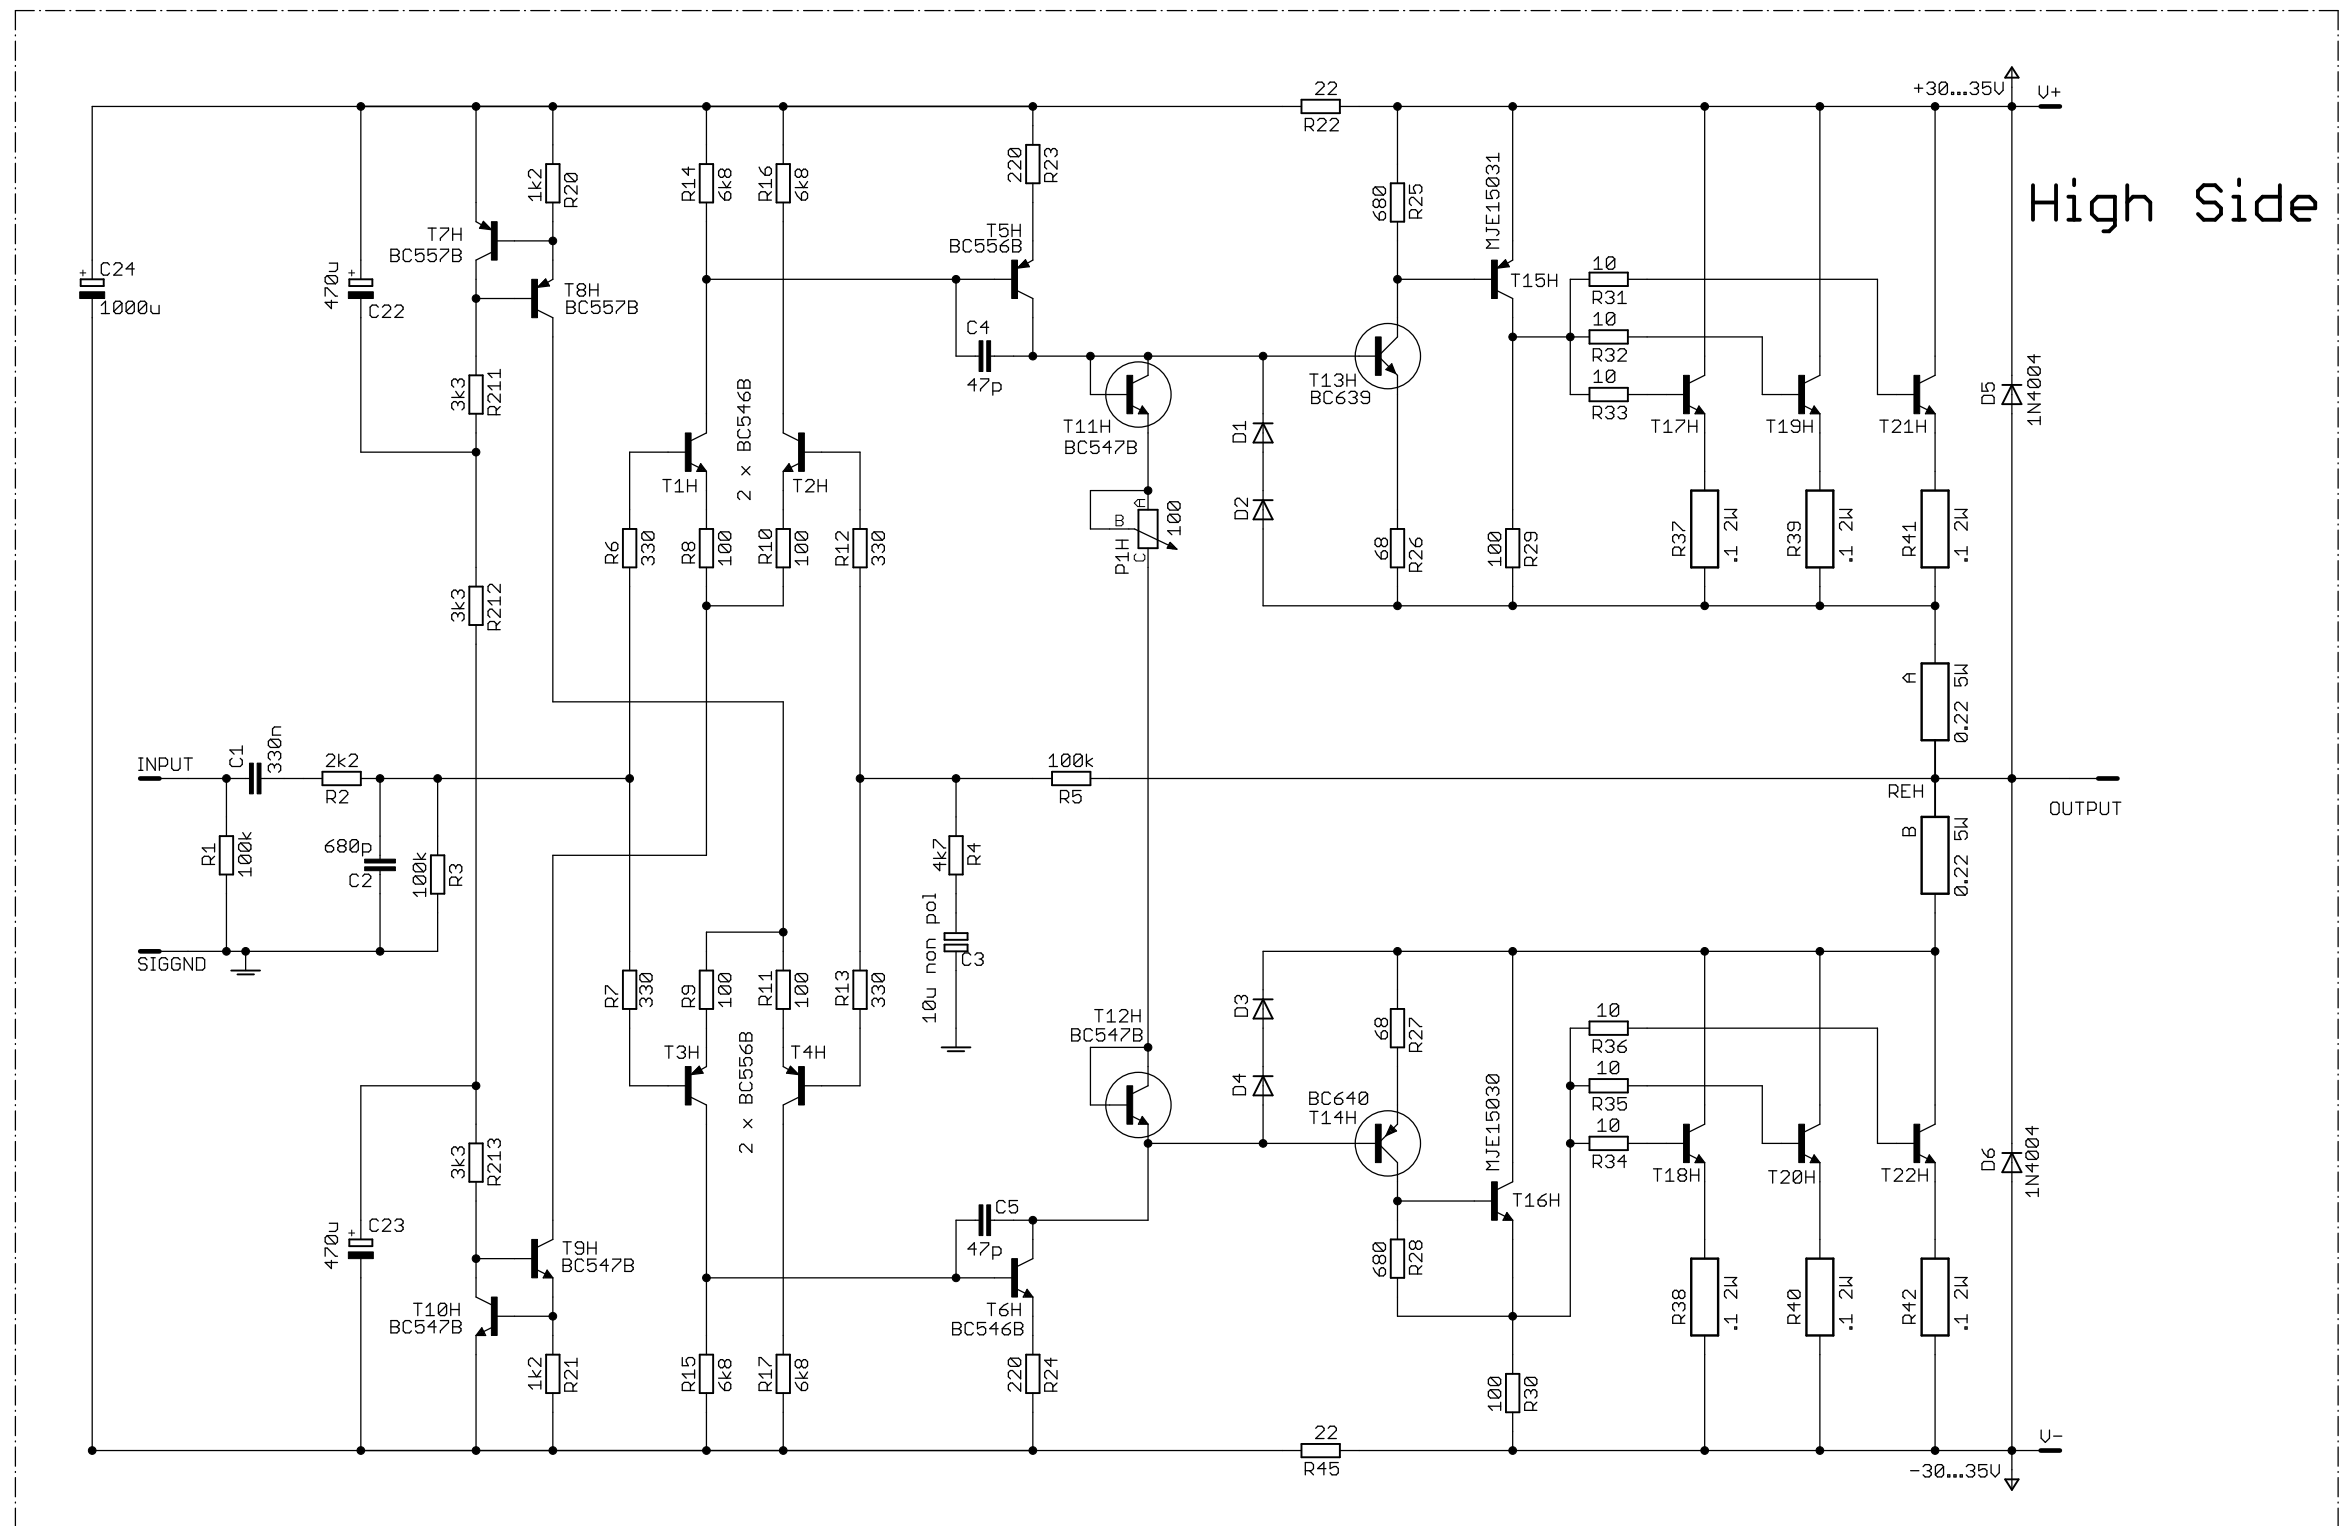 High Side
+30...35V
V+
22
R22
C24
1000u
+
470u
+
C22
T7H
BC557B
1k2
R20
T8H
BC557B
3k3
R211
3k3
R212
R14
6k8
R16
6k8
2 x BC546B
T1H
T2H
R6
330
R8
100
R10
100
R12
330
220
R23
T5H
BC556B
C4
47p
T11H
BC547B
A
B
C
P1H
100
D1
D2
680
R25
T13H
BC639
68
R26
MJE15031
T15H
100
R29
10
R31
10
R32
10
R33
T17H
T19H
T21H
R37
.1 2W
R39
.1 2W
R41
.1 2W
D5
1N4004
A
0.22 5W
INPUT
C1
330n
2k2
R2
R1
100k
680p
C2
100k
R3
SIGGND
100k
R5
4k7
R4
10u non pol
C3
REH
OUTPUT
B
0.22 5W
R7
330
R9
100
R11
100
R13
330
T3H
T4H
2 x BC556B
T12H
BC547B
D3
D4
68
R27
BC640
T14H
MJE15030
T16H
680
R28
10
R36
10
R35
10
R34
T18H
T20H
T22H
D6
1N4004
3k3
R213
470u
+
C23
T9H
BC547B
T10H
BC547B
1k2
R21
R15
6k8
R17
6k8
C5
47p
T6H
BC546B
220
R24
100
R30
R38
.1 2W
R40
.1 2W
R42
.1 2W
22
R45
V-
-30...35V